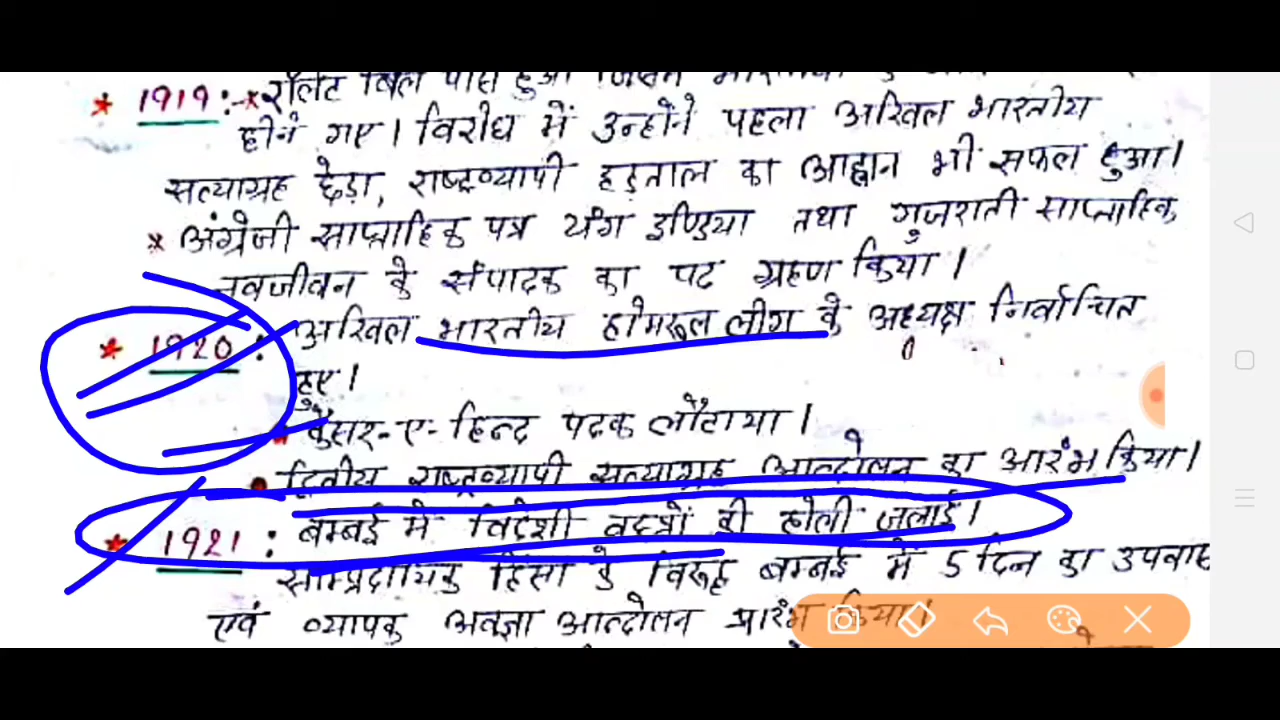 * 1919 :- * रॉलेट बिल पास हुआ जिसमें
छीने गए। विरोध में उन्होंने पहला अखिल भारतीय
सत्याग्रह छेड़ा, राष्ट्रव्यापी हड़ताल का आह्वान भी सफल हुआ।
* अंग्रेजी साप्ताहिक पत्र यंग इण्डिया तथा गुजराती साप्ताहिक
नवजीवन के संपादक का पद ग्रहण किया।
* 1920 : अखिल भारतीय होमरूल लीग के अध्यक्ष निर्वाचित
हुए।
कैसर-ए-हिन्द पदक लौटाया।
द्वितीय राष्ट्रव्यापी सत्याग्रह आन्दोलन का आरंभ किया।
* 1921 : बम्बई में विदेशी वस्त्रों की होली जलाई।
साम्प्रदायिक हिंसा के विरुद्ध बम्बई में 5 दिन का उपवास
एवं व्यापक अवज्ञा आन्दोलन प्रारंभ किया।